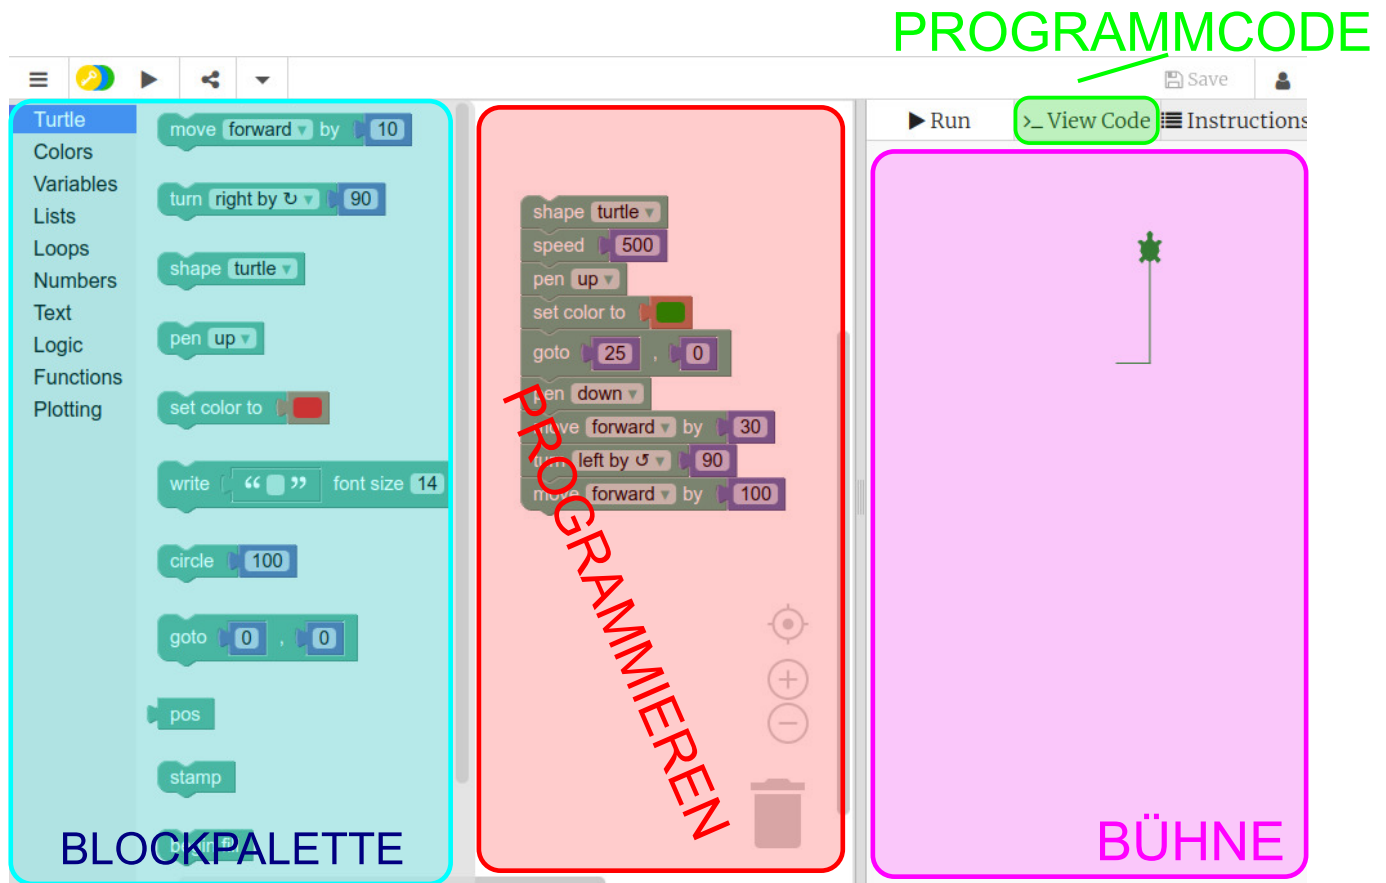 PROGRAMMCODE
Save
Run
>_ View Code
Instructions
Turtle
Colors
Variables
Lists
Loops
Numbers
Text
Logic
Functions
Plotting
move forward by 10
turn right by ↻ 90
shape turtle
pen up
set color to
write “ ” font size 14
circle 100
goto 0 , 0
pos
stamp
BLOCKPALETTE
shape turtle
speed 500
pen up
set color to
goto 25 , 0
pen down
move forward by 30
turn left by ↺ 90
move forward by 100
PROGRAMMIEREN
BÜHNE